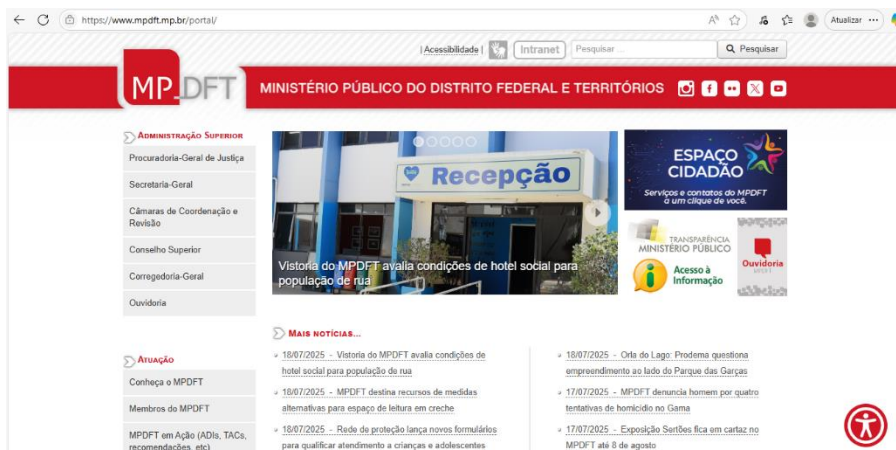 https://www.mpdft.mp.br/portal/
Atualizar
| Acessibilidade |
Intranet
Pesquisar ...
Pesquisar
MP DFT
MINISTÉRIO PÚBLICO DO DISTRITO FEDERAL E TERRITÓRIOS
Administração Superior
Procuradoria-Geral de Justiça
Secretaria-Geral
Câmaras de Coordenação e
Revisão
Conselho Superior
Corregedoria-Geral
Ouvidoria
Atuação
Conheça o MPDFT
Membros do MPDFT
MPDFT em Ação (ADIs, TACs,
recomendações, etc)
Recepção
Vistoria do MPDFT avalia condições de hotel social para
população de rua
ESPAÇO
CIDADÃO
Serviços e contatos do MPDFT
a um clique de você.
TRANSPARÊNCIA
MINISTÉRIO PÚBLICO
Acesso à
Informação
Ouvidoria
MPDFT
Mais notícias...
18/07/2025 - Vistoria do MPDFT avalia condições de
hotel social para população de rua
18/07/2025 - MPDFT destina recursos de medidas
alternativas para espaço de leitura em creche
18/07/2025 - Rede de proteção lança novos formulários
para qualificar atendimento a crianças e adolescentes
18/07/2025 - Orla do Lago: Prodema questiona
empreendimento ao lado do Parque das Garças
17/07/2025 - MPDFT denuncia homem por quatro
tentativas de homicídio no Gama
17/07/2025 - Exposição Sertões fica em cartaz no
MPDFT até 8 de agosto